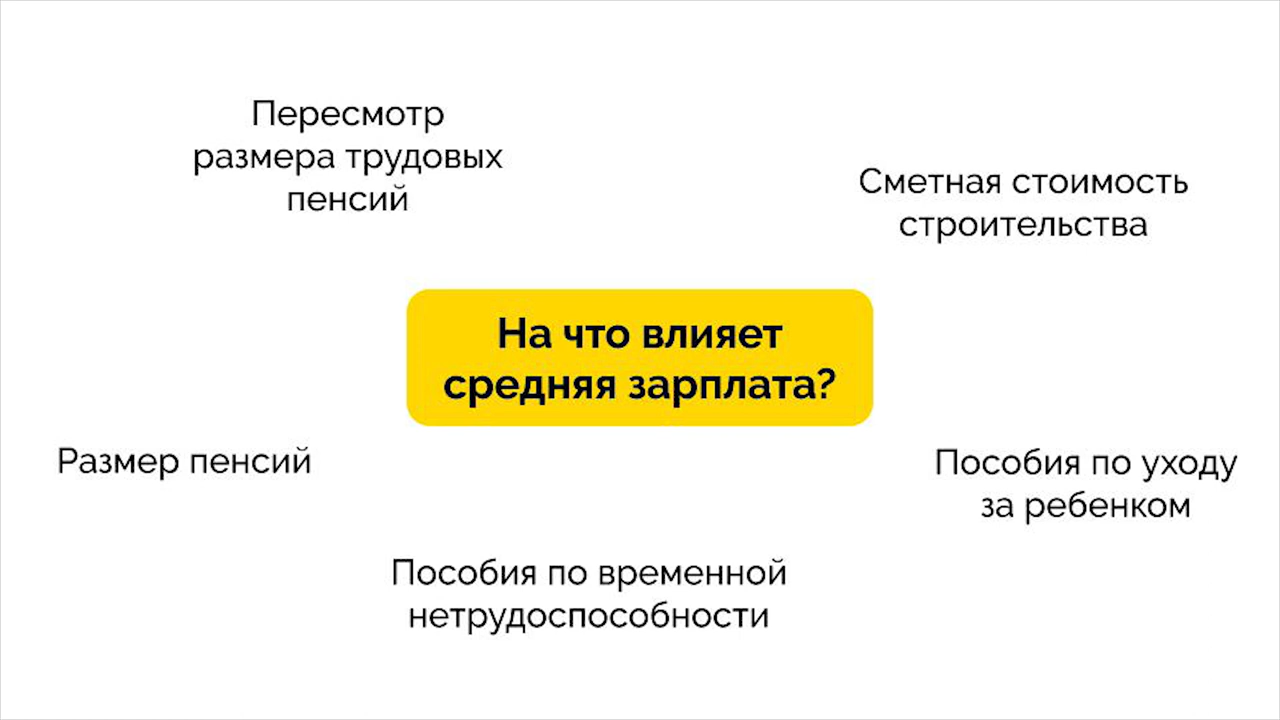 Пересмотр
размера трудовых
пенсий
Сметная стоимость
строительства
На что влияет
средняя зарплата?
Размер пенсий
Пособия по уходу
за ребенком
Пособия по временной
нетрудоспособности